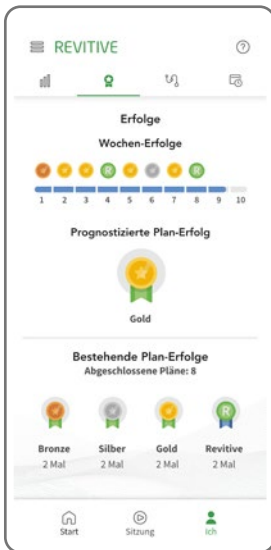 REVITIVE
Erfolge
Wochen-Erfolge
R R
1 2 3 4 5 6 7 8 9 10
Prognostizierte Plan-Erfolg
Gold
Bestehende Plan-Erfolge
Abgeschlossene Pläne: 8
R
Bronze Silber Gold Revitive
2 Mal 2 Mal 2 Mal 2 Mal
Start Sitzung Ich